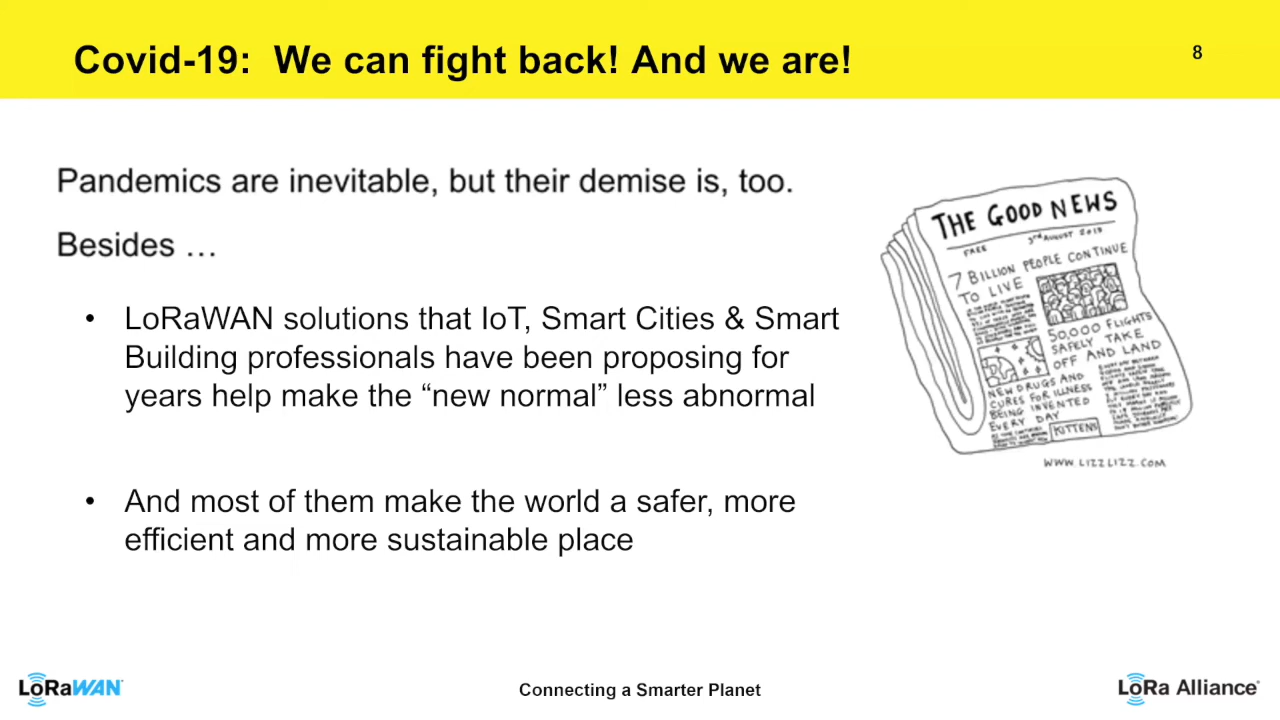 Covid-19: We can fight back! And we are!
8
Pandemics are inevitable, but their demise is, too.
Besides …
• LoRaWAN solutions that IoT, Smart Cities & Smart
Building professionals have been proposing for
years help make the “new normal” less abnormal
• And most of them make the world a safer, more
efficient and more sustainable place
THE GOOD NEWS
FREE 3RD AUGUST 2013
7 BILLION PEOPLE CONTINUE
TO LIVE
50,000 FLIGHTS
SAFELY TAKE
OFF AND LAND
NEW DRUGS AND
CURES FOR ILLNESS
BEING INVENTED
EVERY DAY
KITTENS
WWW.LIZZLIZZ.COM
LoRaWAN
Connecting a Smarter Planet
LoRa Alliance